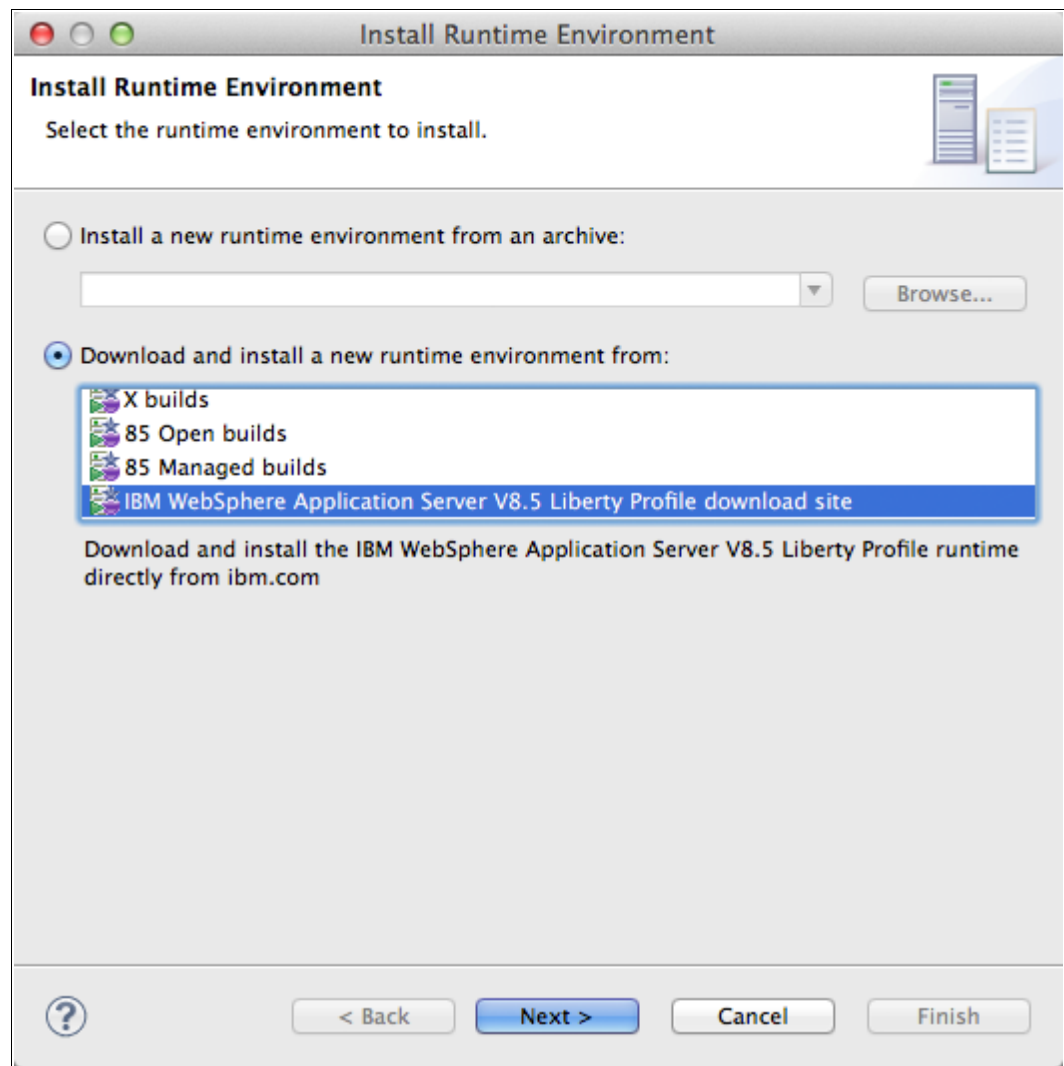 Install Runtime Environment
Install Runtime Environment
Select the runtime environment to install.
Install a new runtime environment from an archive:
Browse...
Download and install a new runtime environment from:
X builds
85 Open builds
85 Managed builds
IBM WebSphere Application Server V8.5 Liberty Profile download site
Download and install the IBM WebSphere Application Server V8.5 Liberty Profile runtime
directly from ibm.com
? < Back Next > Cancel Finish